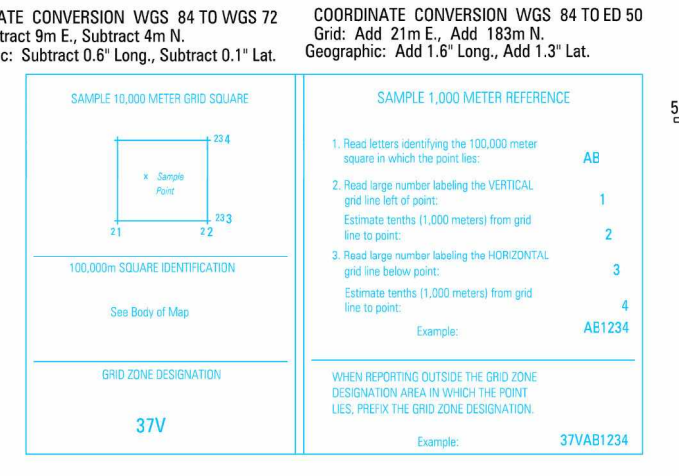 ATE CONVERSION WGS 84 TO WGS 72
tract 9m E., Subtract 4m N.
c: Subtract 0.6" Long., Subtract 0.1" Lat.
COORDINATE CONVERSION WGS 84 TO ED 50
Grid: Add 21m E., Add 183m N.
Geographic: Add 1.6" Long., Add 1.3" Lat.
5
SAMPLE 10,000 METER GRID SQUARE
234
x Sample
Point
233
21 22
100,000m SQUARE IDENTIFICATION
See Body of Map
GRID ZONE DESIGNATION
37V
SAMPLE 1,000 METER REFERENCE
1. Read letters identifying the 100,000 meter
square in which the point lies: AB
2. Read large number labeling the VERTICAL
grid line left of point: 1
Estimate tenths (1,000 meters) from grid
line to point: 2
3. Read large number labeling the HORIZONTAL
grid line below point: 3
Estimate tenths (1,000 meters) from grid
line to point: 4
Example: AB1234
WHEN REPORTING OUTSIDE THE GRID ZONE
DESIGNATION AREA IN WHICH THE POINT
LIES, PREFIX THE GRID ZONE DESIGNATION.
Example: 37VAB1234